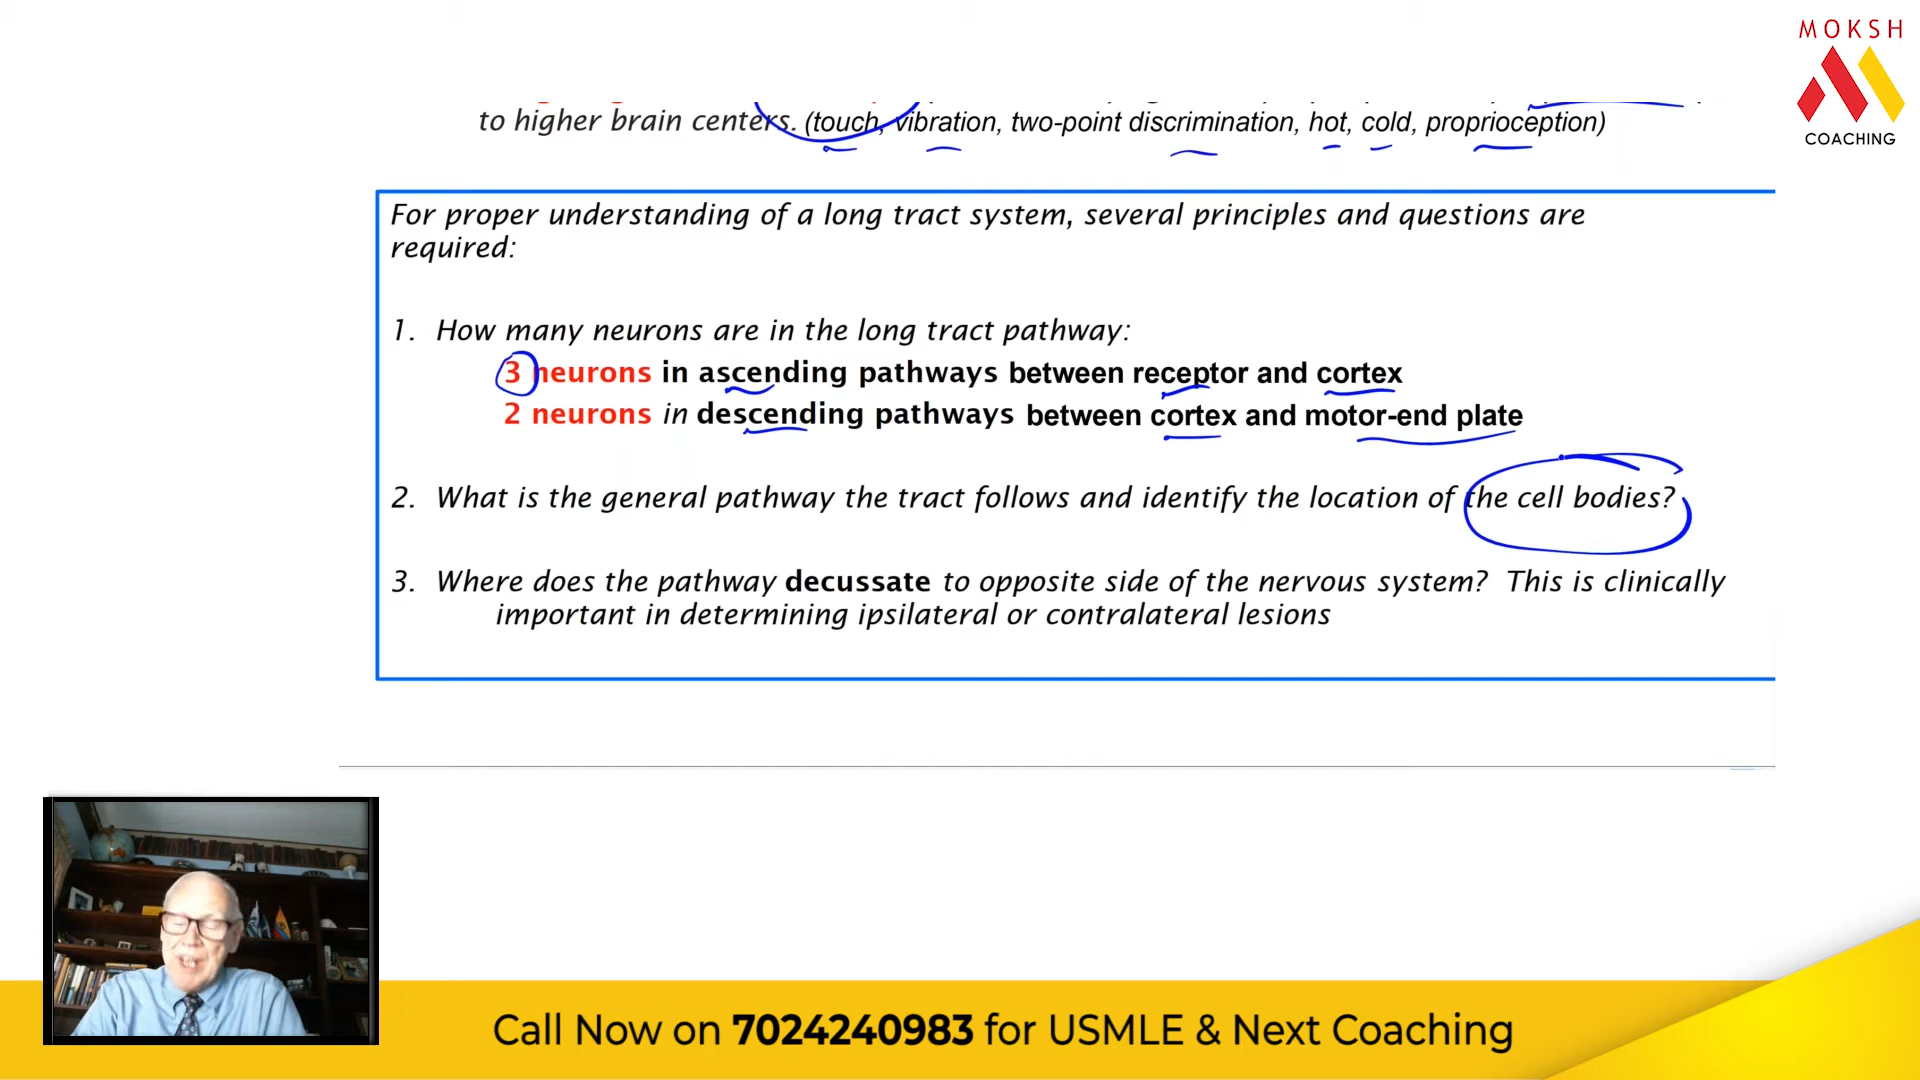 MOKSH
COACHING
to higher brain centers. (touch, vibration, two-point discrimination, hot, cold, proprioception)
For proper understanding of a long tract system, several principles and questions are
required:
1. How many neurons are in the long tract pathway:
3 neurons in ascending pathways between receptor and cortex
2 neurons in descending pathways between cortex and motor-end plate
2. What is the general pathway the tract follows and identify the location of the cell bodies?
3. Where does the pathway decussate to opposite side of the nervous system? This is clinically
important in determining ipsilateral or contralateral lesions
Call Now on 7024240983 for USMLE & Next Coaching